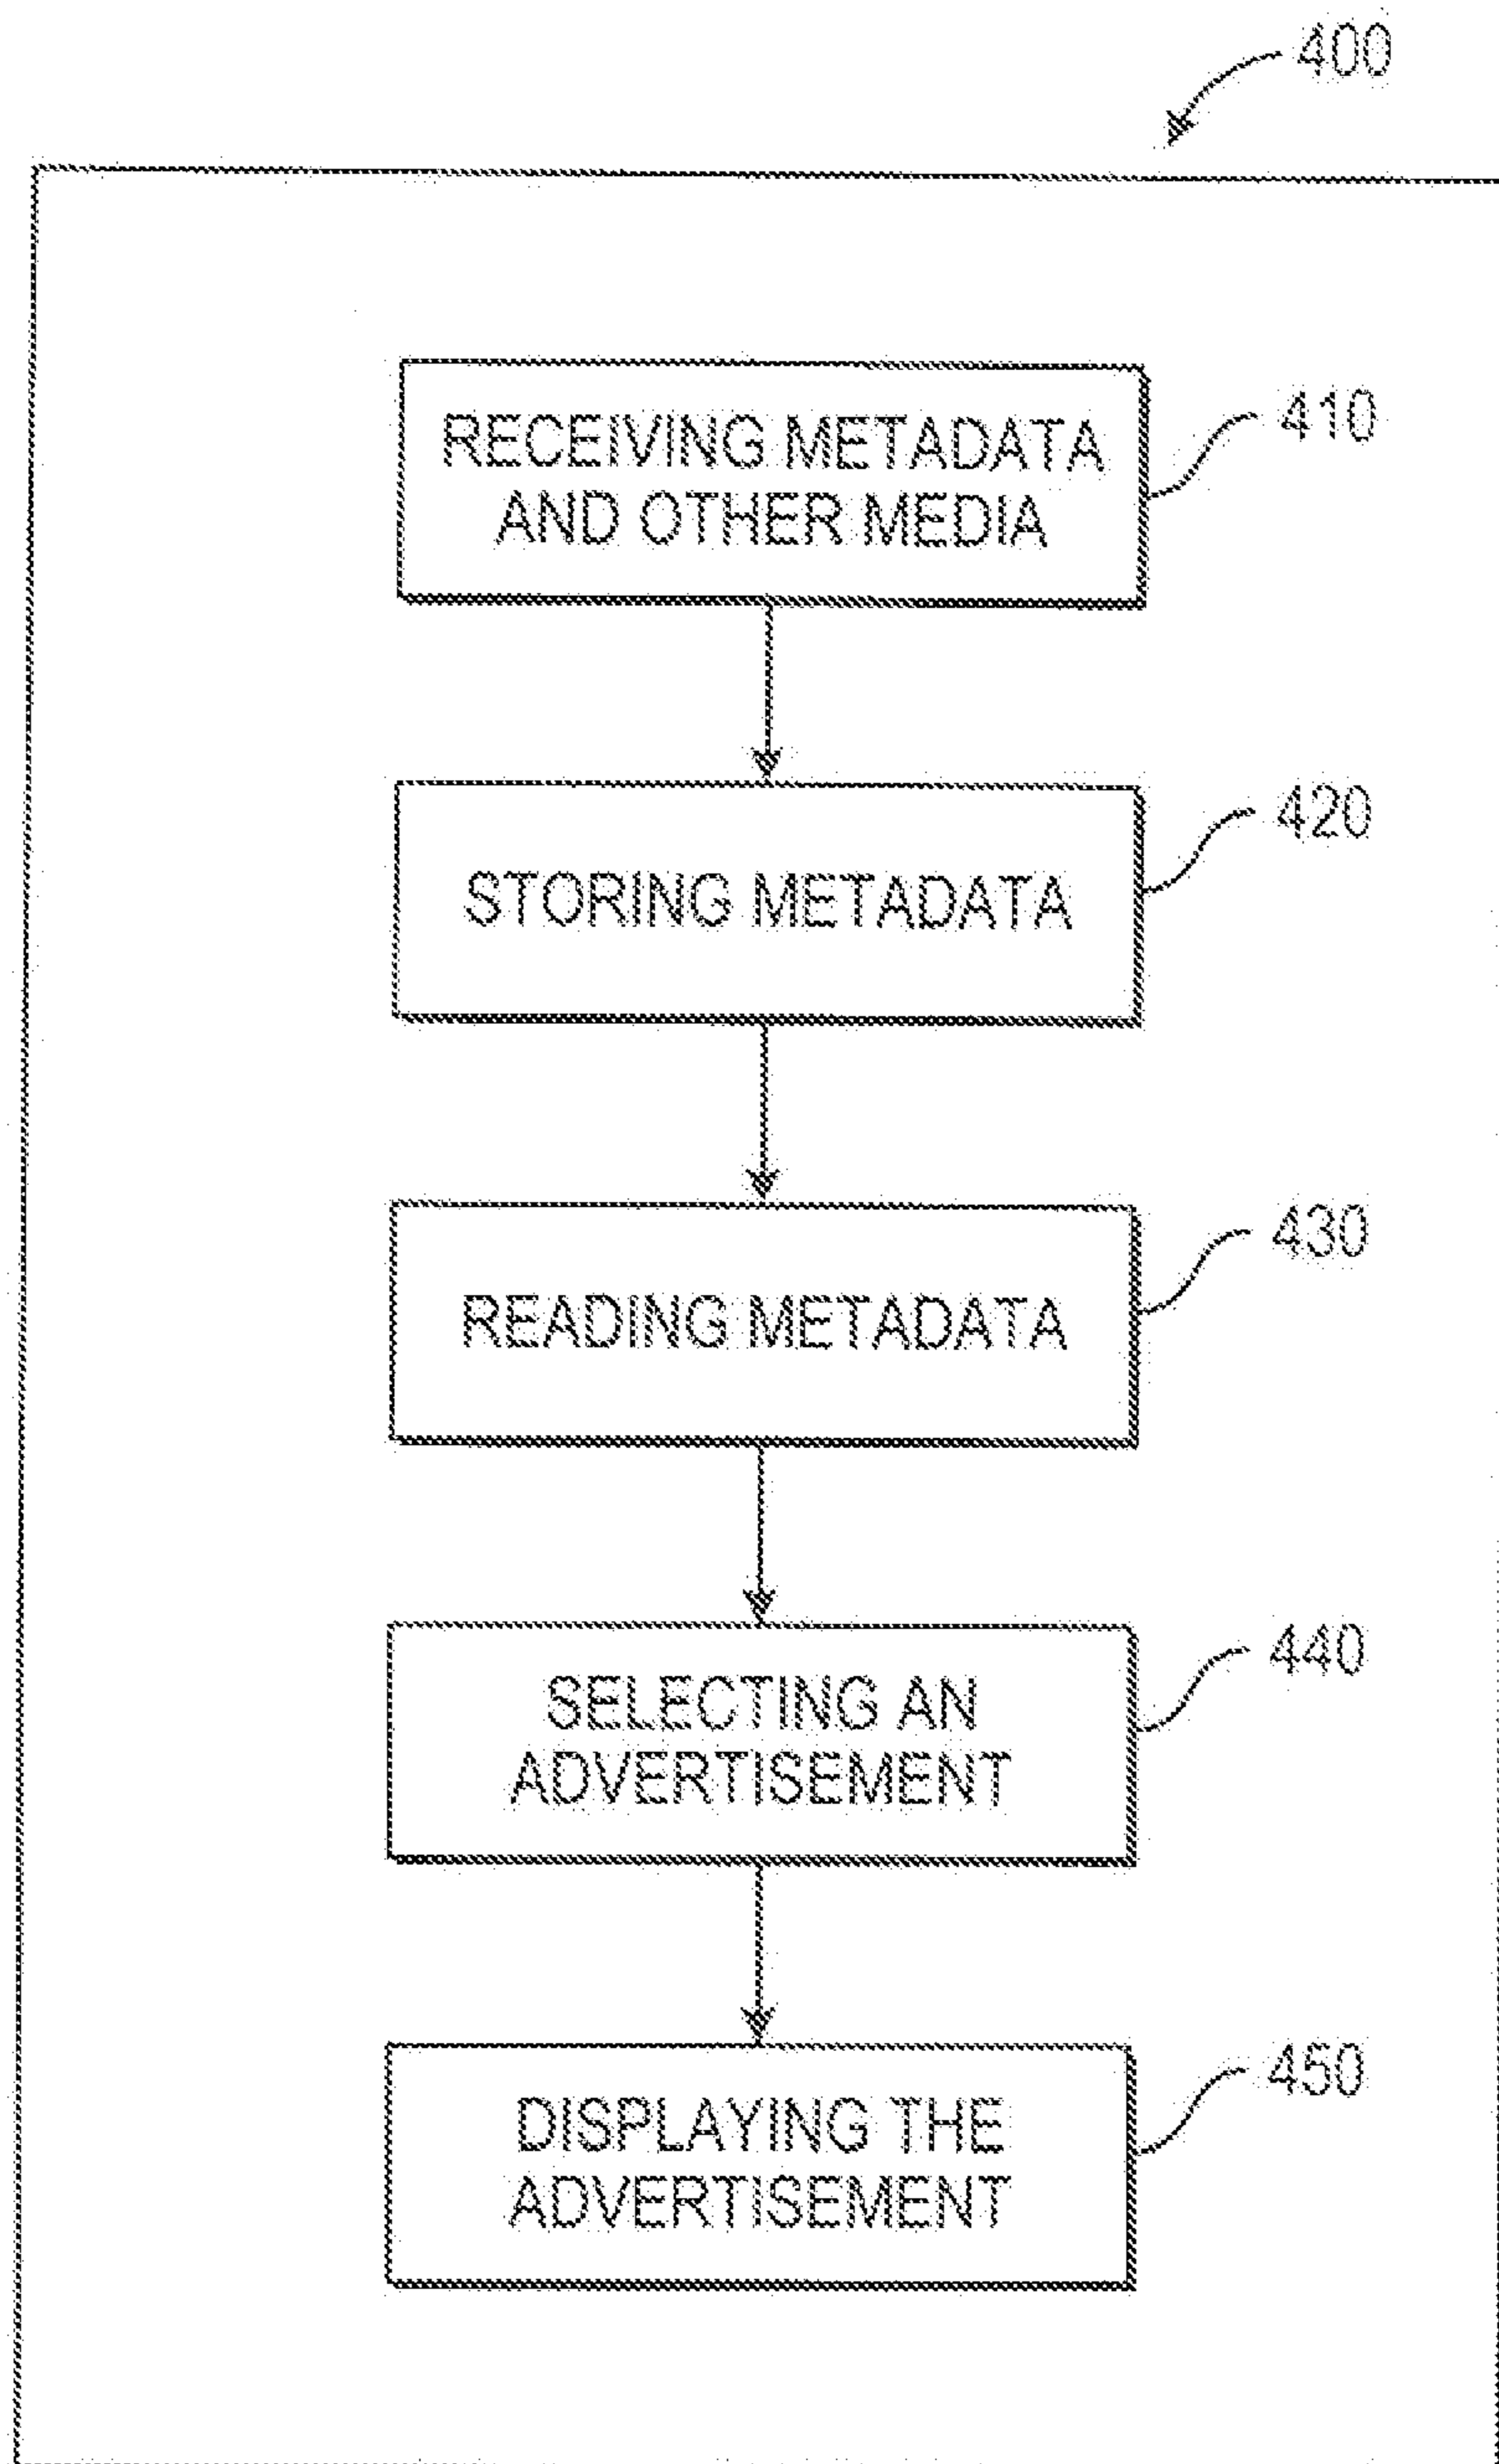 400
RECEIVING METADATA
AND OTHER MEDIA
410
STORING METADATA
420
READING METADATA
430
SELECTING AN
ADVERTISEMENT
440
DISPLAYING THE
ADVERTISEMENT
450